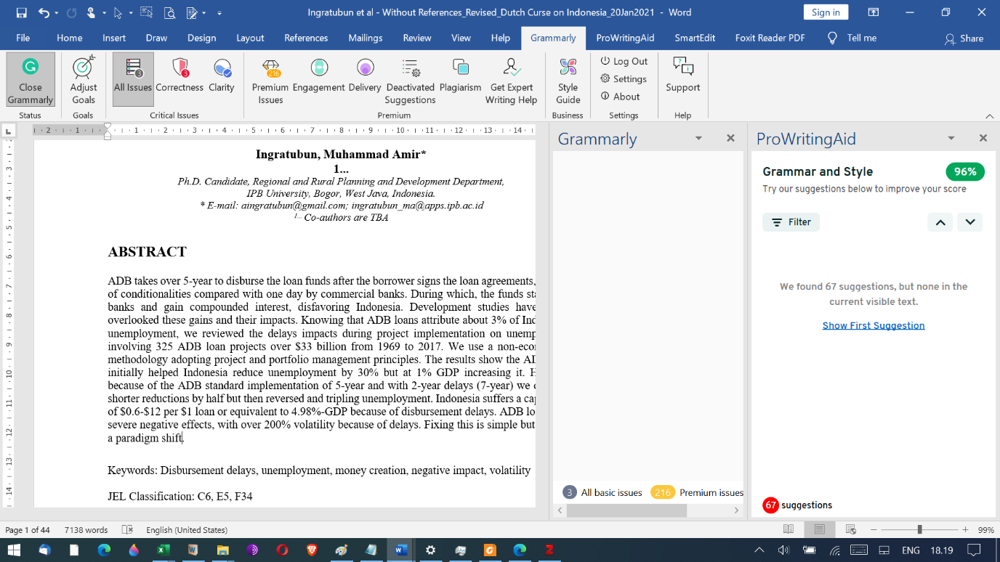 Ingratubun et al - Without References_Revised_Dutch Curse on Indonesia_20Jan2021 - Word
Sign in
File Home Insert Draw Design Layout References Mailings Review View Help Grammarly ProWritingAid SmartEdit Foxit Reader PDF Tell me Share
Close Grammarly
Status
Adjust Goals
Goals
3
All Issues
3
Correctness
Clarity
Critical Issues
216
Premium Issues
Engagement
Delivery
Deactivated Suggestions
Plagiarism
Get Expert Writing Help
Premium
Style Guide
Business
Log Out
Settings
About
Settings
Support
Help
L
2 1 1 2 3 4 5 6 7 8 9 10 11 12 13 14
3
4
5
6
7
8
9
10
11
12
13
14
Ingratubun, Muhammad Amir*
1...
Ph.D. Candidate, Regional and Rural Planning and Development Department,
IPB University, Bogor, West Java, Indonesia.
* E-mail: aingratubun@gmail.com; ingratubun_ma@apps.ipb.ac.id
1... Co-authors are TBA
ABSTRACT
ADB takes over 5-year to disburse the loan funds after the borrower signs the loan agreements,
of conditionalities compared with one day by commercial banks. During which, the funds sta
banks and gain compounded interest, disfavoring Indonesia. Development studies have
overlooked these gains and their impacts. Knowing that ADB loans attribute about 3% of Ind
unemployment, we reviewed the delays impacts during project implementation on unemp
involving 325 ADB loan projects over $33 billion from 1969 to 2017. We use a non-econ
methodology adopting project and portfolio management principles. The results show the AD
initially helped Indonesia reduce unemployment by 30% but at 1% GDP increasing it. H
because of the ADB standard implementation of 5-year and with 2-year delays (7-year) we
shorter reductions by half but then reversed and tripling unemployment. Indonesia suffers a cap
of $0.6-$12 per $1 loan or equivalent to 4.98%-GDP because of disbursement delays. ADB lo
severe negative effects, with over 200% volatility because of delays. Fixing this is simple but
a paradigm shift.
Keywords: Disbursement delays, unemployment, money creation, negative impact, volatility
JEL Classification: C6, E5, F34
Grammarly
3 All basic issues 216 Premium issues
ProWritingAid
Grammar and Style 96%
Try our suggestions below to improve your score
Filter
We found 67 suggestions, but none in the
current visible text.
Show First Suggestion
67 suggestions
Page 1 of 44 7138 words English (United States) 99%
ENG 18.19